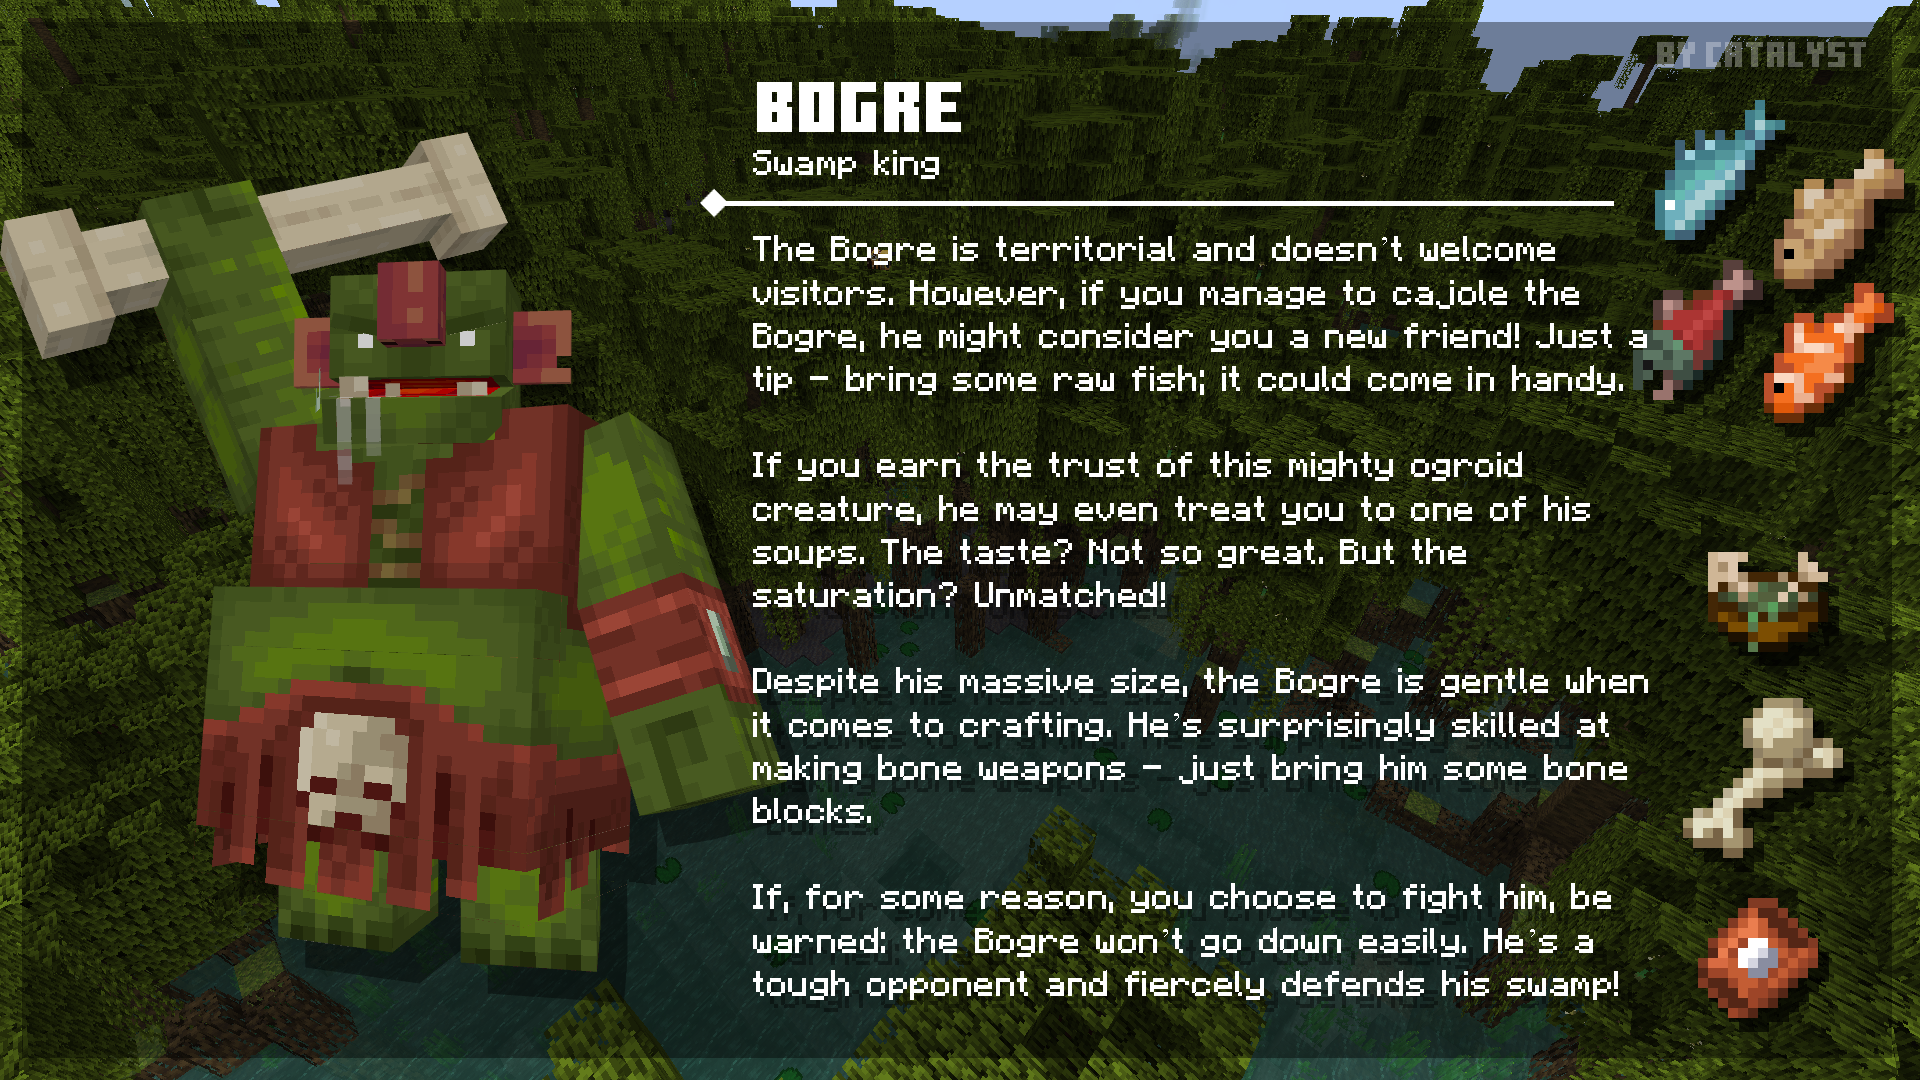 BY CATALYST
BOGRE
Swamp king
The Bogre is territorial and doesn't welcome
visitors. However, if you manage to cajole the
Bogre, he might consider you a new friend! Just a
tip – bring some raw fish; it could come in handy.
If you earn the trust of this mighty ogroid
creature, he may even treat you to one of his
soups. The taste? Not so great. But the
saturation? Unmatched!
Despite his massive size, the Bogre is gentle when
it comes to crafting. He's surprisingly skilled at
making bone weapons – just bring him some bone
blocks.
If, for some reason, you choose to fight him, be
warned: the Bogre won't go down easily. He's a
tough opponent and fiercely defends his swamp!